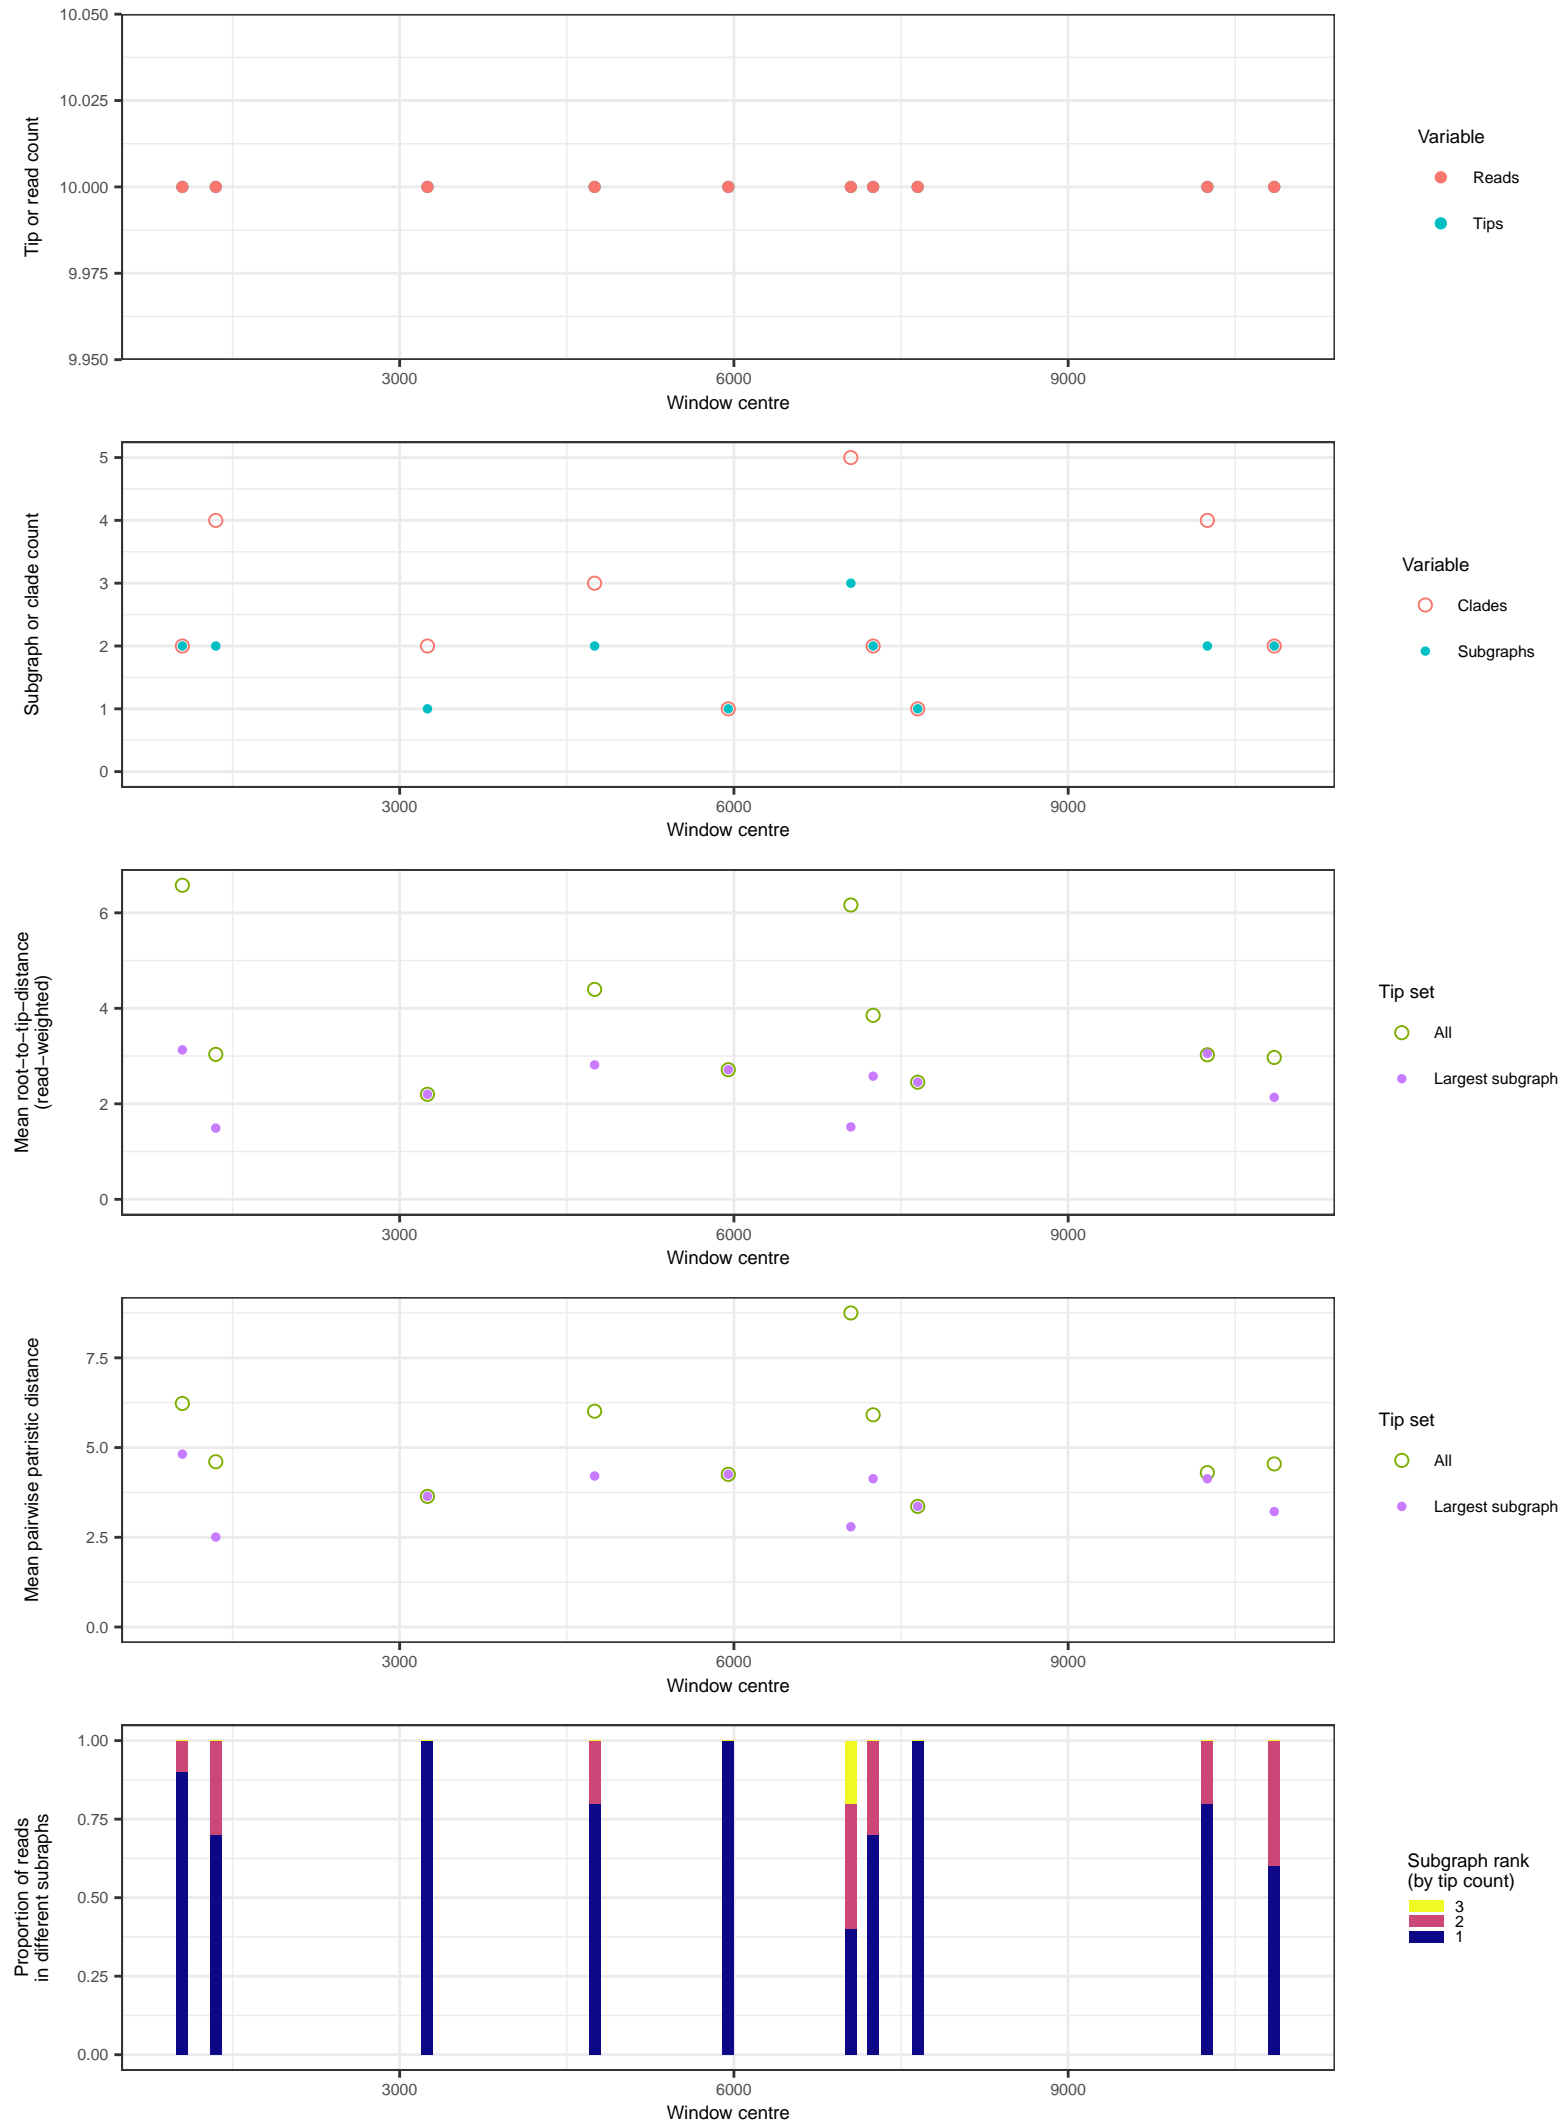 10.050
10.025
10.000
9.975
9.950
Tip or read count
3000 6000 9000
Window centre
Variable
Reads
Tips
5
4
3
2
1
0
Subgraph or clade count
3000 6000 9000
Window centre
Variable
Clades
Subgraphs
6
4
2
0
Mean root−to−tip−distance
(read−weighted)
3000 6000 9000
Window centre
Tip set
All
Largest subgraph
7.5
5.0
2.5
0.0
Mean pairwise patristic distance
3000 6000 9000
Window centre
Tip set
All
Largest subgraph
1.00
0.75
0.50
0.25
0.00
Proportion of reads
in different subraphs
3000 6000 9000
Window centre
Subgraph rank
(by tip count)
3
2
1